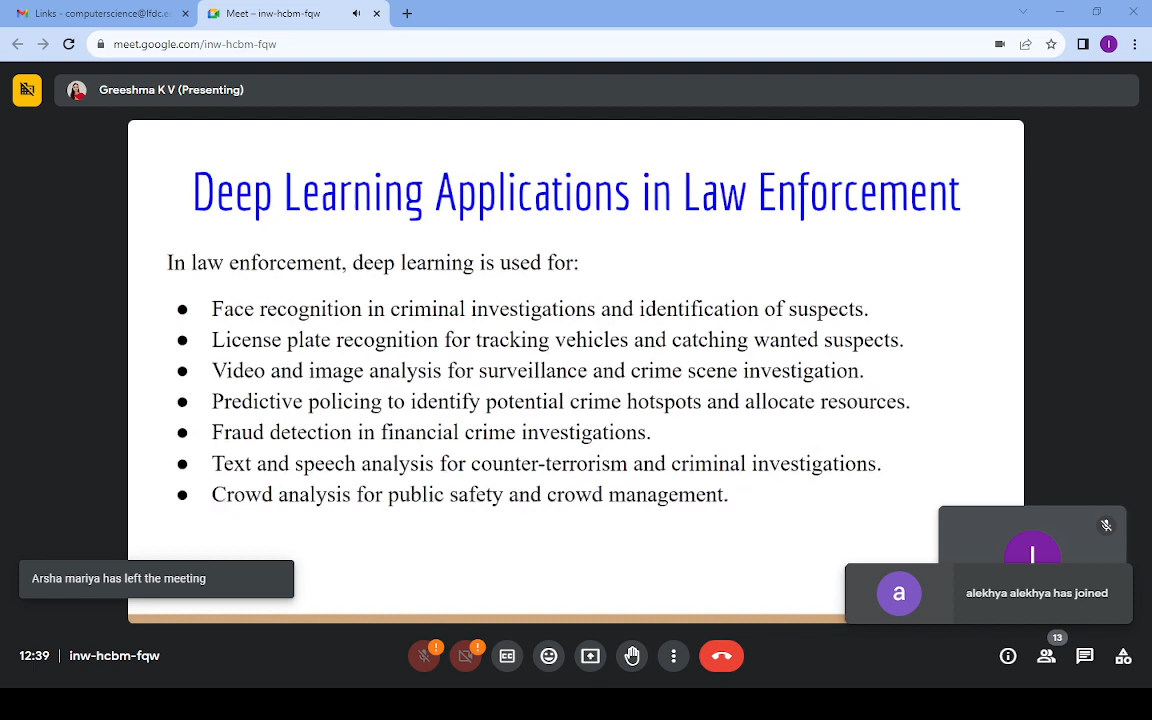 Links - computerscience@lfdc.e
Meet – inw-hcbm-fqw
meet.google.com/inw-hcbm-fqw
I
Greeshma K V (Presenting)
Deep Learning Applications in Law Enforcement
In law enforcement, deep learning is used for:
● Face recognition in criminal investigations and identification of suspects.
● License plate recognition for tracking vehicles and catching wanted suspects.
● Video and image analysis for surveillance and crime scene investigation.
● Predictive policing to identify potential crime hotspots and allocate resources.
● Fraud detection in financial crime investigations.
● Text and speech analysis for counter-terrorism and criminal investigations.
● Crowd analysis for public safety and crowd management.
I
Arsha mariya has left the meeting
a
alekhya alekhya has joined
13
12:39 | inw-hcbm-fqw